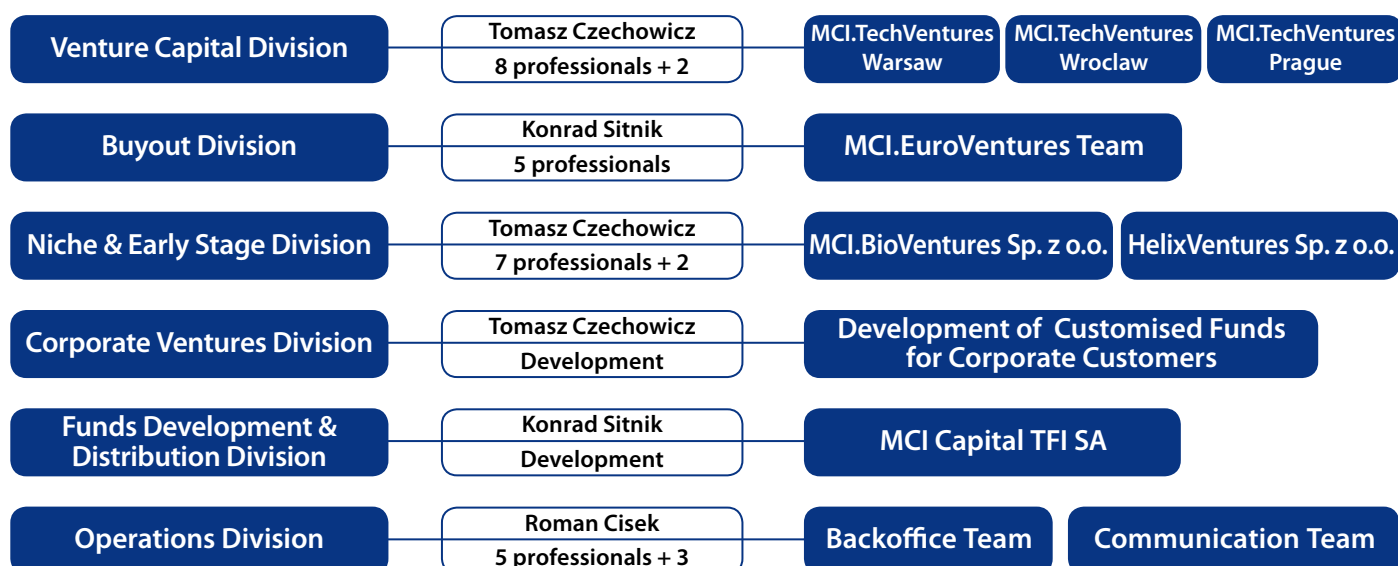 Venture Capital Division
Tomasz Czechowicz
8 professionals + 2
MCI.TechVentures
Warsaw
MCI.TechVentures
Wroclaw
MCI.TechVentures
Prague
Buyout Division
Konrad Sitnik
5 professionals
MCI.EuroVentures Team
Niche & Early Stage Division
Tomasz Czechowicz
7 professionals + 2
MCI.BioVentures Sp. z o.o.
HelixVentures Sp. z o.o.
Corporate Ventures Division
Tomasz Czechowicz
Development
Development of Customised Funds
for Corporate Customers
Funds Development &
Distribution Division
Konrad Sitnik
Development
MCI Capital TFI SA
Operations Division
Roman Cisek
5 professionals + 3
Backoffice Team
Communication Team